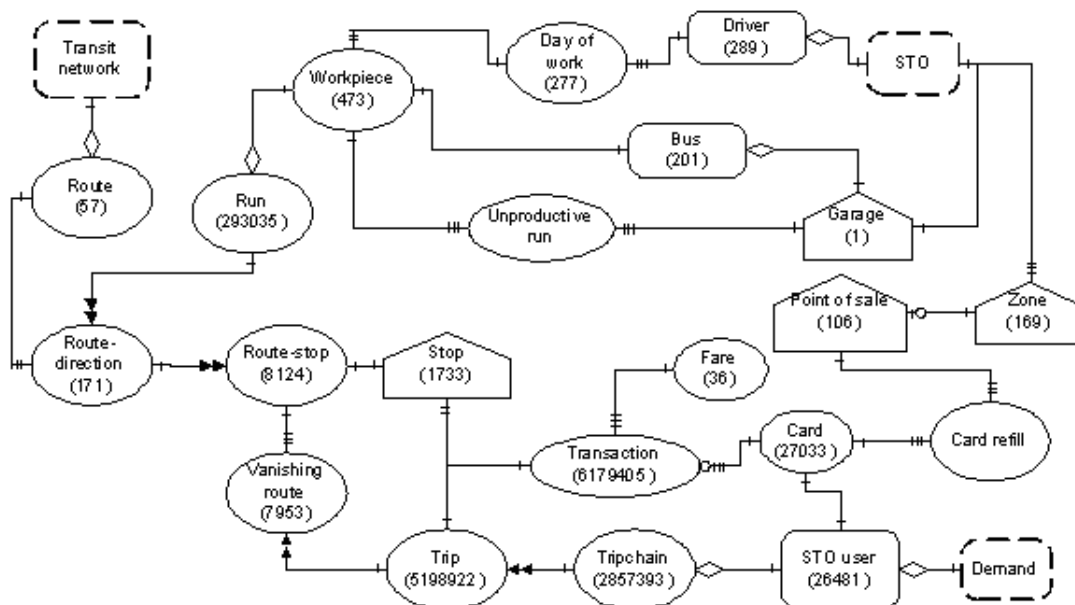 Transit
network
Workpiece
(473)
Day of
work
(277)
Driver
(289)
STO
Bus
(201)
Route
(57)
Run
(293035)
Unproductive
run
Garage
(1)
Point of sale
(106)
Zone
(169)
Route-
direction
(171)
Route-stop
(8124)
Stop
(1733)
Fare
(36)
Card
(27033)
Card refill
Transaction
(6179405)
Vanishing
route
(7953)
Trip
(5198922)
Tripchain
(2857393)
STO user
(26481)
Demand